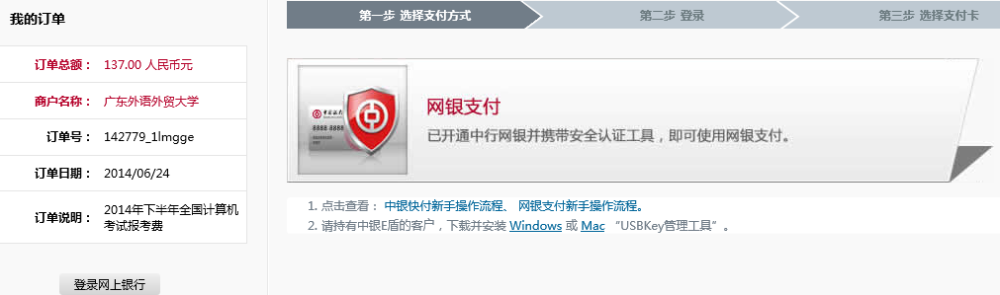 我的订单
订单总额： 137.00 人民币元
商户名称： 广东外语外贸大学
订单号： 142779_1lmgge
订单日期： 2014/06/24
订单说明： 2014年下半年全国计算机
考试报考费
登录网上银行
第一步 选择支付方式
第二步 登录
第三步 选择支付卡
8888 8888
网银支付
已开通中行网银并携带安全认证工具，即可使用网银支付。
1. 点击查看： 中银快付新手操作流程、 网银支付新手操作流程。
2. 请持有中银E盾的客户，下载并安装 Windows 或 Mac “USBKey管理工具”。